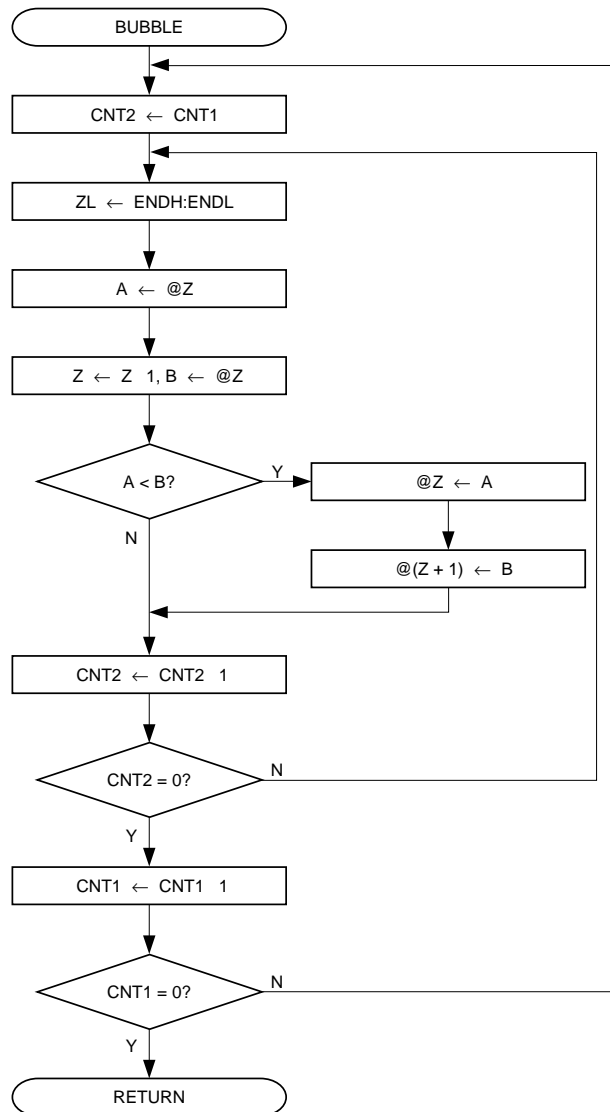 BUBBLE
CNT2 ← CNT1
ZL ← ENDH:ENDL
A ← @Z
Z ← Z 1, B ← @Z
A < B?
Y
@Z ← A
N
@(Z + 1) ← B
CNT2 ← CNT2 1
CNT2 = 0?
N
Y
CNT1 ← CNT1 1
CNT1 = 0?
N
Y
RETURN